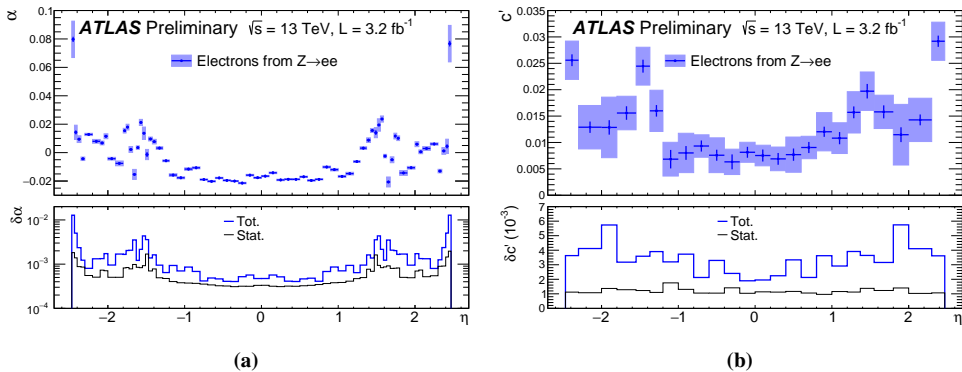 α
ATLAS Preliminary √s = 13 TeV, L = 3.2 fb⁻¹
Electrons from Z→ee
0.1
0.08
0.06
0.04
0.02
0
−0.02
δα
10⁻²
10⁻³
10⁻⁴
Tot.
Stat.
−2 −1 0 1 2 η
(a)
c'
ATLAS Preliminary √s = 13 TeV, L = 3.2 fb⁻¹
Electrons from Z→ee
0.035
0.03
0.025
0.02
0.015
0.01
0.005
0
δc' (10⁻³)
7
6
5
4
3
2
1
0
Tot.
Stat.
−2 −1 0 1 2 η
(b)